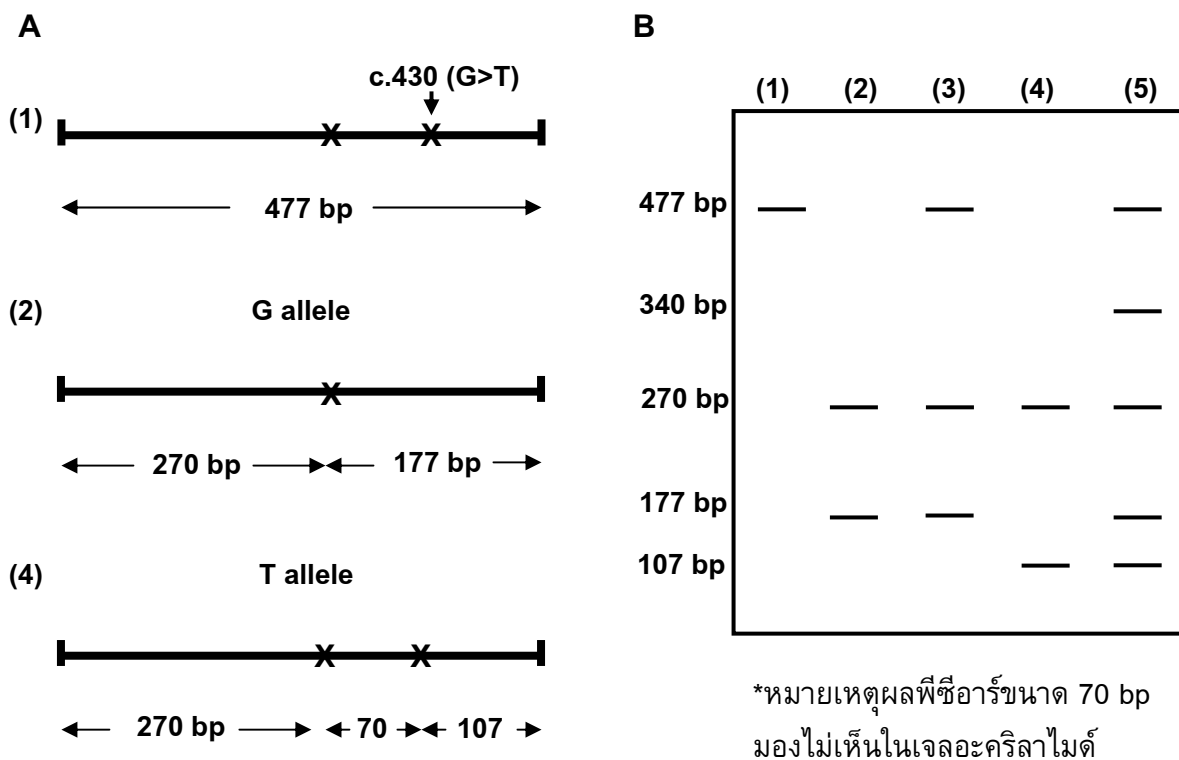 A
c.430 (G>T)
(1)
477 bp
(2)
G allele
270 bp
177 bp
(4)
T allele
270 bp
70
107
B
(1) (2) (3) (4) (5)
477 bp
340 bp
270 bp
177 bp
107 bp
*หมายเหตุผลพีซีอาร์ขนาด 70 bp
มองไม่เห็นในเจลอะคริลาไมด์